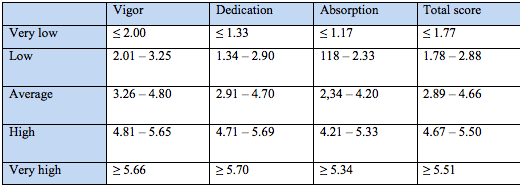 Vigor Dedication Absorption Total score
Very low ≤ 2.00 ≤ 1.33 ≤ 1.17 ≤ 1.77
Low 2.01 – 3.25 1.34 – 2.90 118 – 2.33 1.78 – 2.88
Average 3.26 – 4.80 2.91 – 4.70 2,34 – 4.20 2.89 – 4.66
High 4.81 – 5.65 4.71 – 5.69 4.21 – 5.33 4.67 – 5.50
Very high ≥ 5.66 ≥ 5.70 ≥ 5.34 ≥ 5.51